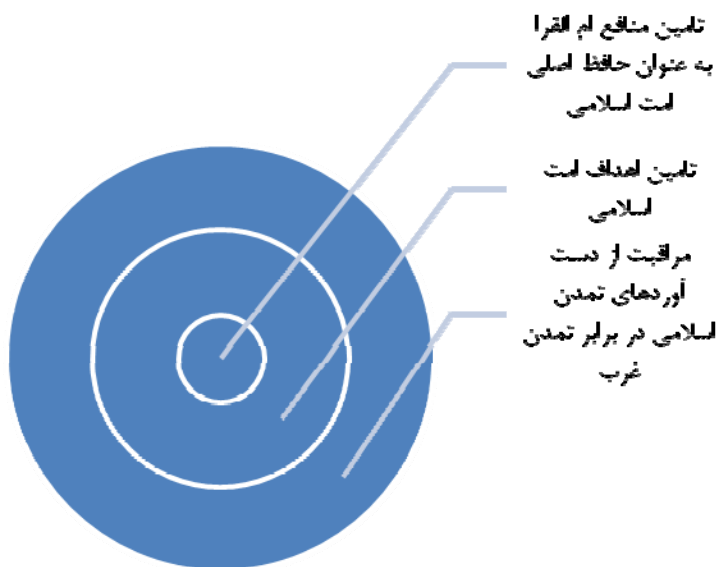 تامین منافع ام القرا
به عنوان حافظ اصلی
امت اسلامی
تامین اهداف امت
اسلامی
مراقبت از دست
آوردهای تمدن
اسلامی در برابر تمدن
غرب